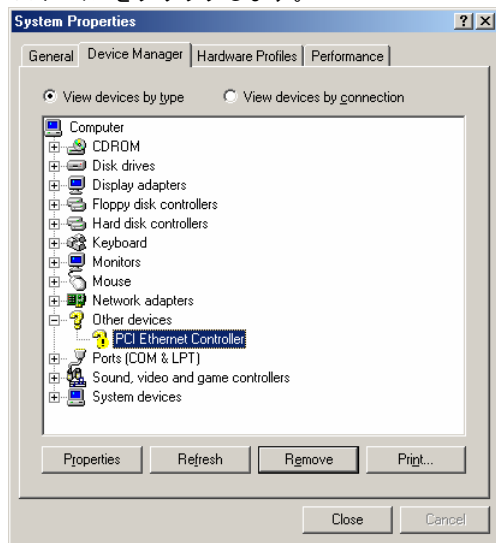 System Properties
General Device Manager Hardware Profiles Performance
View devices by type View devices by connection
Computer
CDROM
Disk drives
Display adapters
Floppy disk controllers
Hard disk controllers
Keyboard
Monitors
Mouse
Network adapters
Other devices
PCI Ethernet Controller
Ports (COM & LPT)
Sound, video and game controllers
System devices
Properties Refresh Remove Print...
Close Cancel